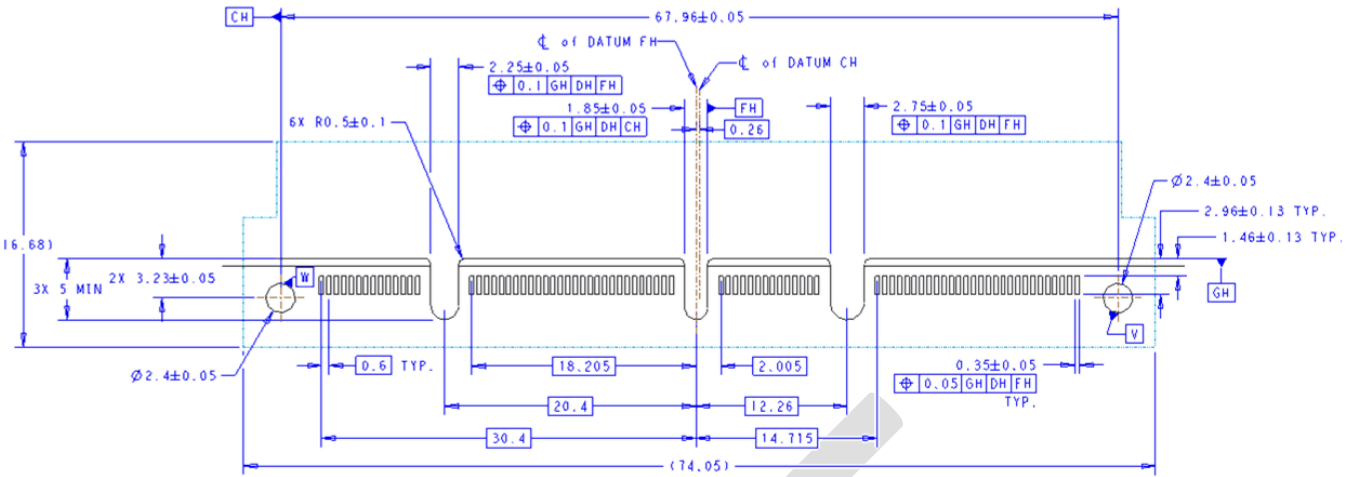 CH
67.96±0.05
℄ of DATUM FH
℄ of DATUM CH
2.25±0.05
⌖ 0.1 GH DH FH
1.85±0.05
FH
⌖ 0.1 GH DH CH
0.26
2.75±0.05
⌖ 0.1 GH DH FH
6X R0.5±0.1
Ø2.4±0.05
2.96±0.13 TYP.
1.46±0.13 TYP.
16.68)
2X 3.23±0.05
3X 5 MIN
W
GH
V
Ø2.4±0.05
0.6 TYP.
18.205
2.005
0.35±0.05
⌖ 0.05 GH DH FH
TYP.
20.4
12.26
30.4
14.715
(74.05)